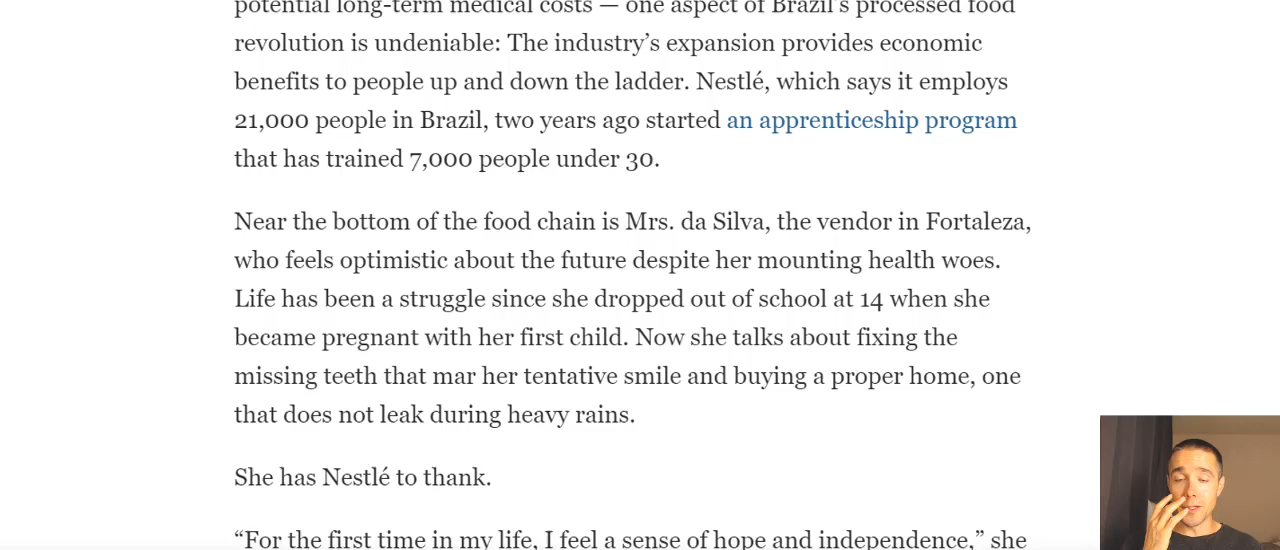 potential long-term medical costs — one aspect of Brazil’s processed food
revolution is undeniable: The industry’s expansion provides economic
benefits to people up and down the ladder. Nestlé, which says it employs
21,000 people in Brazil, two years ago started an apprenticeship program
that has trained 7,000 people under 30.
Near the bottom of the food chain is Mrs. da Silva, the vendor in Fortaleza,
who feels optimistic about the future despite her mounting health woes.
Life has been a struggle since she dropped out of school at 14 when she
became pregnant with her first child. Now she talks about fixing the
missing teeth that mar her tentative smile and buying a proper home, one
that does not leak during heavy rains.
She has Nestlé to thank.
“For the first time in my life, I feel a sense of hope and independence,” she